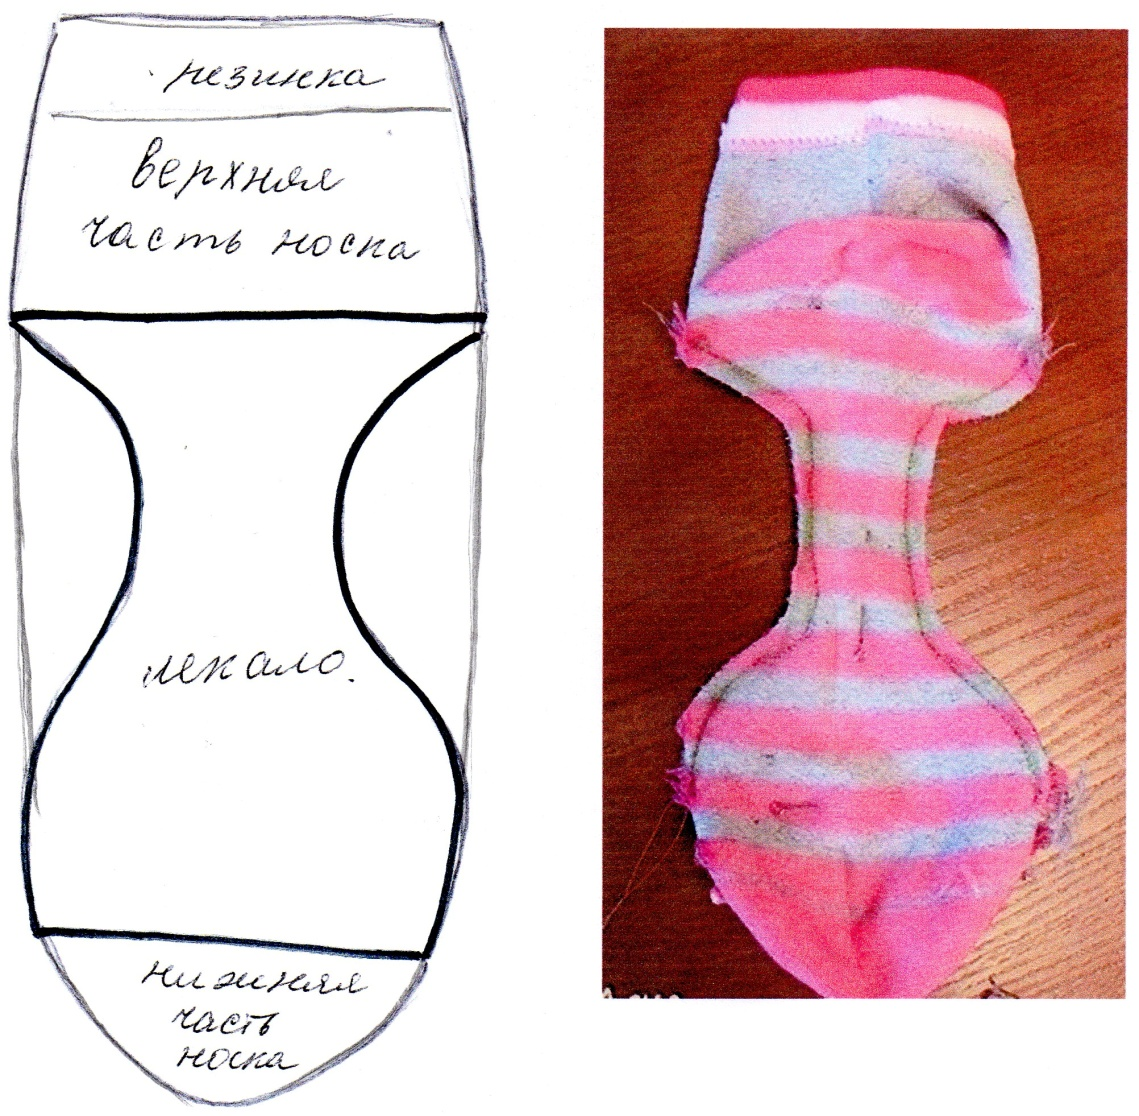 резинка
верхняя
часть носка
лекало.
нижняя
часть
носка